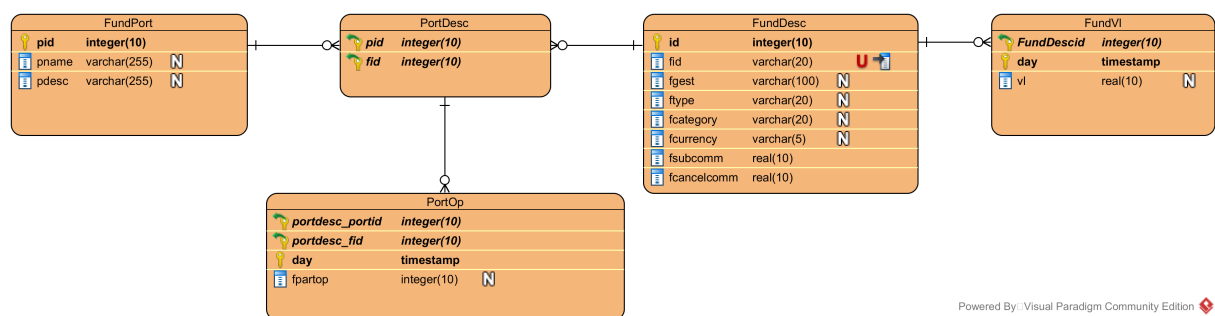 FundPort
pid integer(10)
pname varchar(255) N
pdesc varchar(255) N
PortDesc
pid integer(10)
fid integer(10)
FundDesc
id integer(10)
fid varchar(20) U
fgest varchar(100) N
ftype varchar(20) N
fcategory varchar(20) N
fcurrency varchar(5) N
fsubcomm real(10)
fcancelcomm real(10)
FundVl
FundDescid integer(10)
day timestamp
vl real(10) N
PortOp
portdesc_portid integer(10)
portdesc_fid integer(10)
day timestamp
fpartop integer(10) N
Powered By Visual Paradigm Community Edition